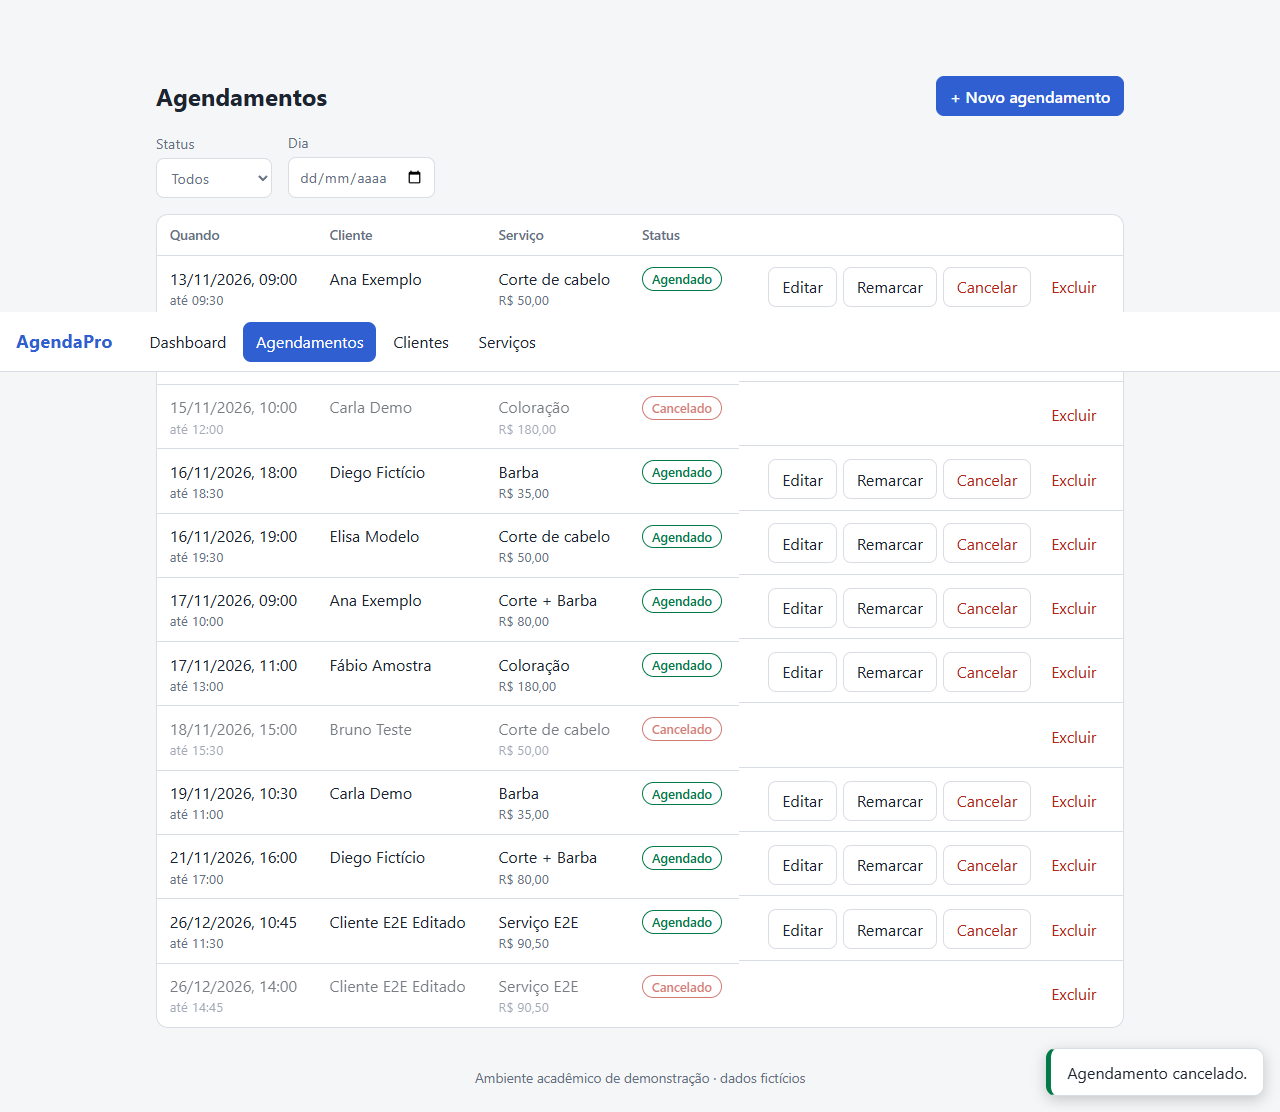 Agendamentos
+ Novo agendamento
Status
Dia
Todos
dd/mm/aaaa
Quando Cliente Serviço Status
13/11/2026, 09:00 Ana Exemplo Corte de cabelo Agendado Editar Remarcar Cancelar Excluir
até 09:30 R$ 50,00
AgendaPro Dashboard Agendamentos Clientes Serviços
15/11/2026, 10:00 Carla Demo Coloração Cancelado Excluir
até 12:00 R$ 180,00
16/11/2026, 18:00 Diego Fictício Barba Agendado Editar Remarcar Cancelar Excluir
até 18:30 R$ 35,00
16/11/2026, 19:00 Elisa Modelo Corte de cabelo Agendado Editar Remarcar Cancelar Excluir
até 19:30 R$ 50,00
17/11/2026, 09:00 Ana Exemplo Corte + Barba Agendado Editar Remarcar Cancelar Excluir
até 10:00 R$ 80,00
17/11/2026, 11:00 Fábio Amostra Coloração Agendado Editar Remarcar Cancelar Excluir
até 13:00 R$ 180,00
18/11/2026, 15:00 Bruno Teste Corte de cabelo Cancelado Excluir
até 15:30 R$ 50,00
19/11/2026, 10:30 Carla Demo Barba Agendado Editar Remarcar Cancelar Excluir
até 11:00 R$ 35,00
21/11/2026, 16:00 Diego Fictício Corte + Barba Agendado Editar Remarcar Cancelar Excluir
até 17:00 R$ 80,00
26/12/2026, 10:45 Cliente E2E Editado Serviço E2E Agendado Editar Remarcar Cancelar Excluir
até 11:30 R$ 90,50
26/12/2026, 14:00 Cliente E2E Editado Serviço E2E Cancelado Excluir
até 14:45 R$ 90,50
Ambiente acadêmico de demonstração · dados fictícios
Agendamento cancelado.